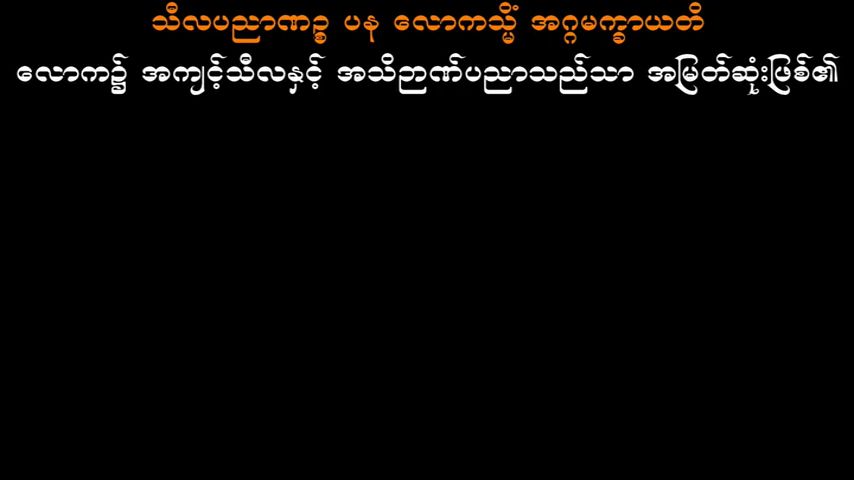 သီလပညာဏဉ္စ ပန လောကသ္မိံ အဂ္ဂမက္ခာယတိ
လောက၌ အကျင့်သီလနှင့် အသိဉာဏ်ပညာသည်သာ အမြတ်ဆုံးဖြစ်၏